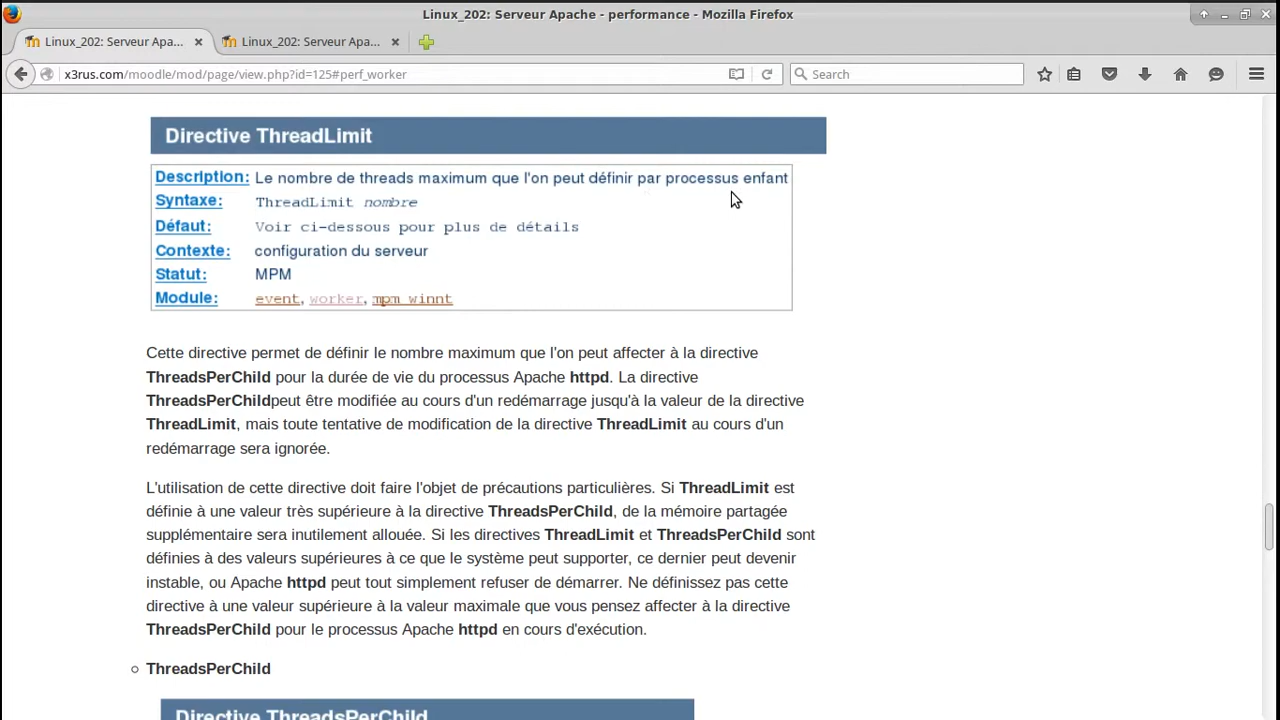 Linux_202: Serveur Apache - performance - Mozilla Firefox
Linux_202: Serveur Apa... Linux_202: Serveur Apa...
x3rus.com/moodle/mod/page/view.php?id=125#perf_worker Search
Directive ThreadLimit
Description: Le nombre de threads maximum que l'on peut définir par processus enfant
Syntaxe: ThreadLimit nombre
Défaut: Voir ci-dessous pour plus de détails
Contexte: configuration du serveur
Statut: MPM
Module: event, worker, mpm_winnt
Cette directive permet de définir le nombre maximum que l'on peut affecter à la directive
ThreadsPerChild pour la durée de vie du processus Apache httpd. La directive
ThreadsPerChildpeut être modifiée au cours d'un redémarrage jusqu'à la valeur de la directive
ThreadLimit, mais toute tentative de modification de la directive ThreadLimit au cours d'un
redémarrage sera ignorée.
L'utilisation de cette directive doit faire l'objet de précautions particulières. Si ThreadLimit est
définie à une valeur très supérieure à la directive ThreadsPerChild, de la mémoire partagée
supplémentaire sera inutilement allouée. Si les directives ThreadLimit et ThreadsPerChild sont
définies à des valeurs supérieures à ce que le système peut supporter, ce dernier peut devenir
instable, ou Apache httpd peut tout simplement refuser de démarrer. Ne définissez pas cette
directive à une valeur supérieure à la valeur maximale que vous pensez affecter à la directive
ThreadsPerChild pour le processus Apache httpd en cours d'exécution.
ThreadsPerChild
Directive ThreadsPerChild